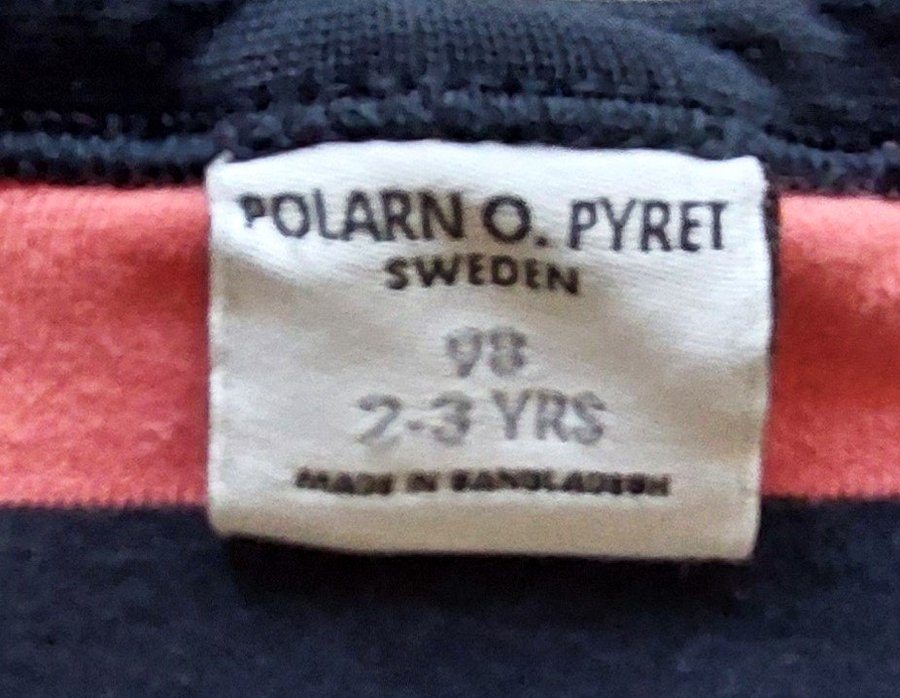 POLARN O. PYRET
SWEDEN
98
2-3 YRS
MADE IN BANGLADESH